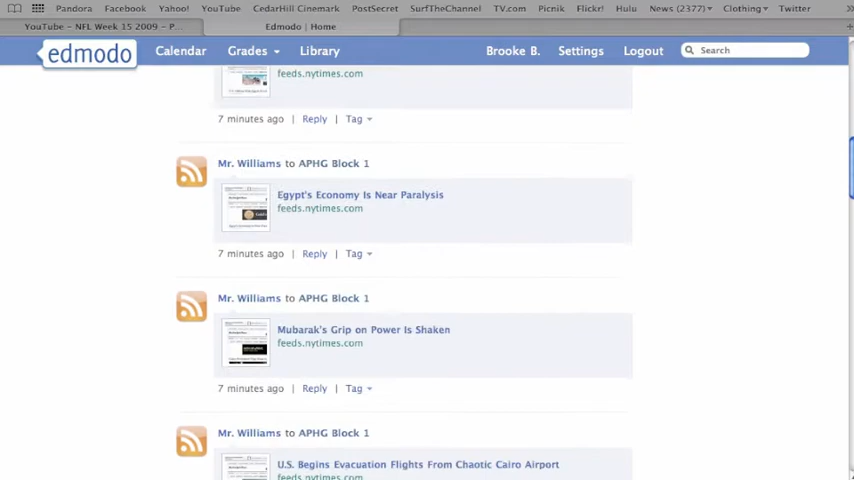 Pandora Facebook Yahoo! YouTube CedarHill Cinemark PostSecret SurfTheChannel TV.com Picnik Flickr! Hulu News (2377) Clothing Twitter
YouTube - NFL Week 15 2009 - P... Edmodo | Home
edmodo Calendar Grades Library Brooke B. Settings Logout Search
feeds.nytimes.com
7 minutes ago | Reply | Tag
Mr. Williams to APHG Block 1
Egypt's Economy Is Near Paralysis
feeds.nytimes.com
7 minutes ago | Reply | Tag
Mr. Williams to APHG Block 1
Mubarak's Grip on Power Is Shaken
feeds.nytimes.com
7 minutes ago | Reply | Tag
Mr. Williams to APHG Block 1
U.S. Begins Evacuation Flights From Chaotic Cairo Airport
feeds.nytimes.com